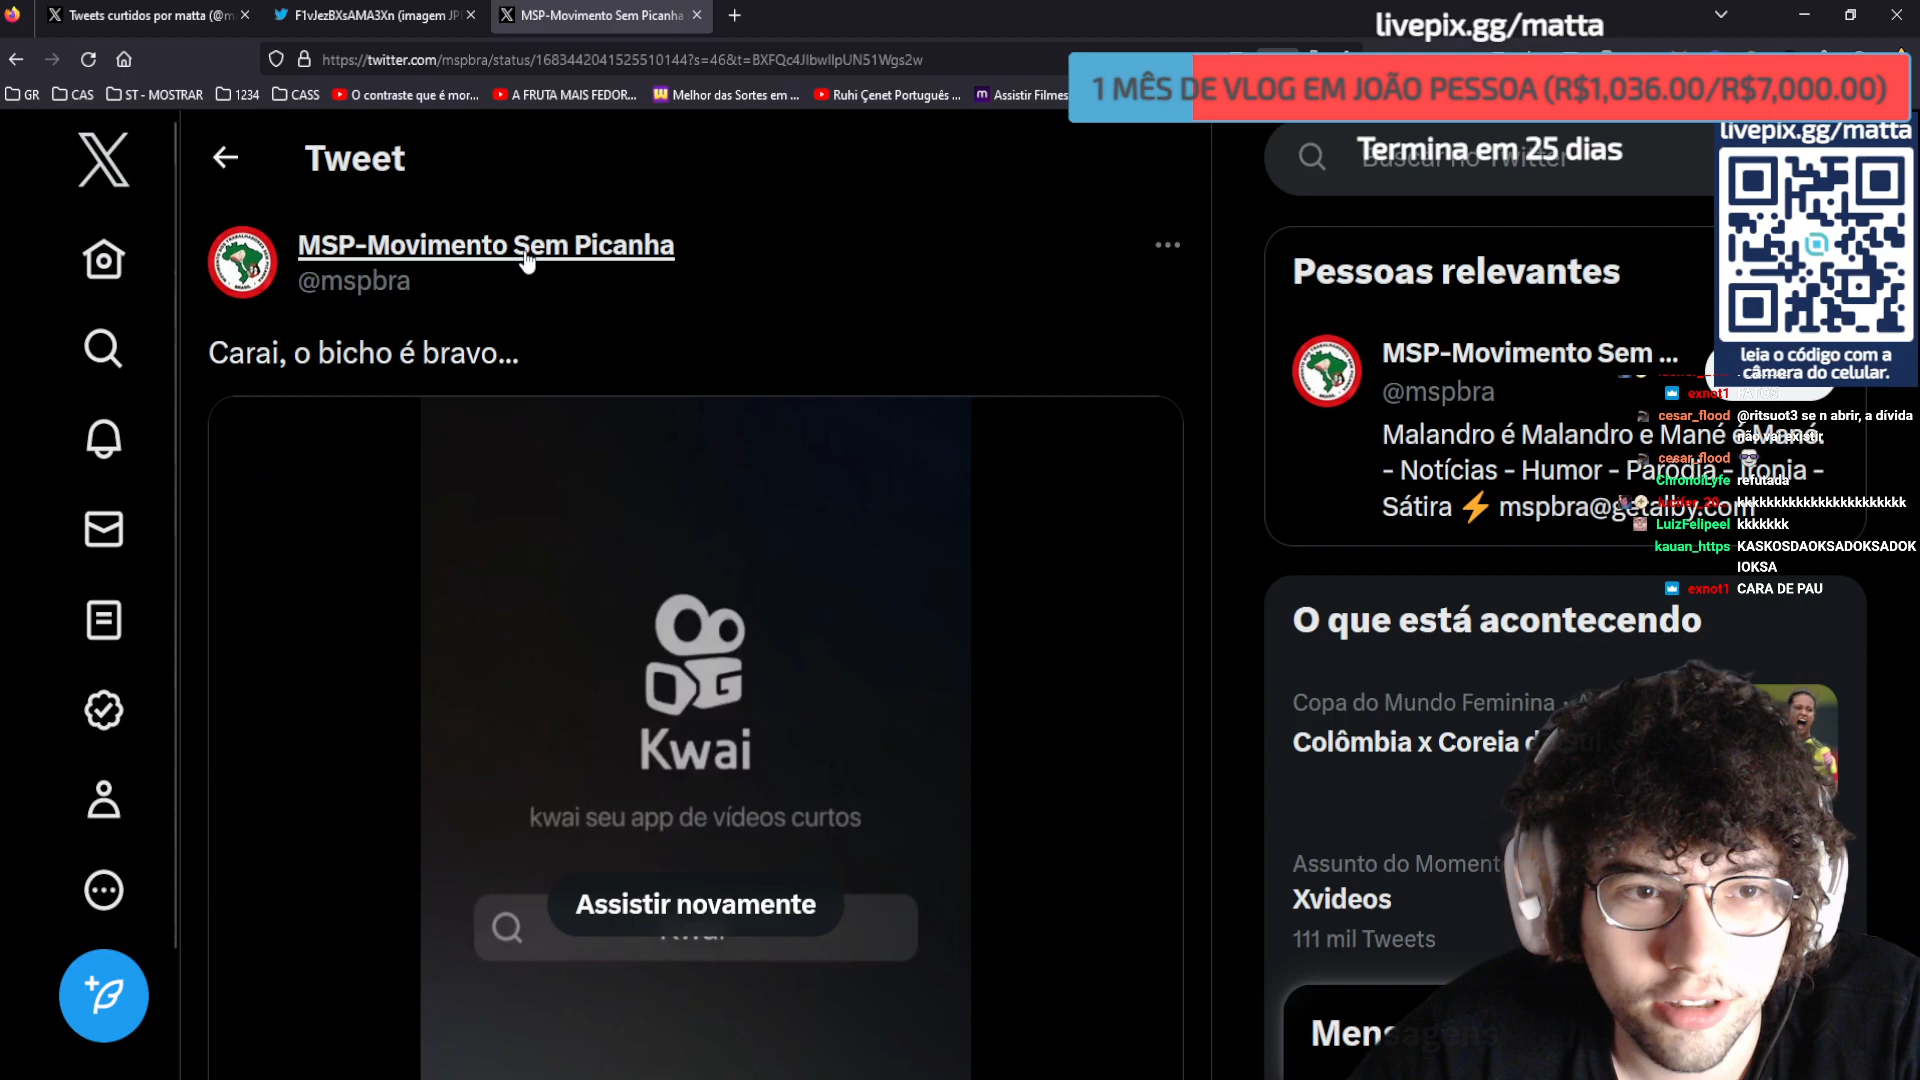 Tweets curtidos por matta (@m
F1vJezBXsAMA3Xn (imagem JP
MSP-Movimento Sem Picanha
livepix.gg/matta
https://twitter.com/mspbra/status/1683442041525510144?s=46&t=BXFQc4JIbwlIpUN51Wgs2w
1 MÊS DE VLOG EM JOÃO PESSOA (R$1,036.00/R$7,000.00)
GR
CAS
ST - MOSTRAR
1234
CASS
O contraste que é mor...
A FRUTA MAIS FEDOR...
Melhor das Sortes em ...
Ruhi Çenet Português ...
Assistir Filmes
livepix.gg/matta
Termina em 25 dias
leia o código com a
câmera do celular.
Tweet
MSP-Movimento Sem Picanha
@mspbra
Carai, o bicho é bravo...
Kwai
kwai seu app de vídeos curtos
Assistir novamente
Pessoas relevantes
MSP-Movimento Sem ...
@mspbra
Malandro é Malandro e Mané é Mané.
- Notícias - Humor - Paródia - Ironia -
Sátira ⚡ mspbra@getalby.com
exnot1
cesar_flood @ritsuot3 se n abrir, a dívida
não vai existir
cesar_flood
ChronoLyfe refutada
lucifer_20 kkkkkkkkkkkkkkkkkkkkkkk
LuizFelipeel kkkkkkk
kauan_https KASKOSDAOKSADOKSADOK
IOKSA
exnot1 CARA DE PAU
O que está acontecendo
Copa do Mundo Feminina
Colômbia x Coreia
Assunto do Moment
Xvideos
111 mil Tweets
Mensagens